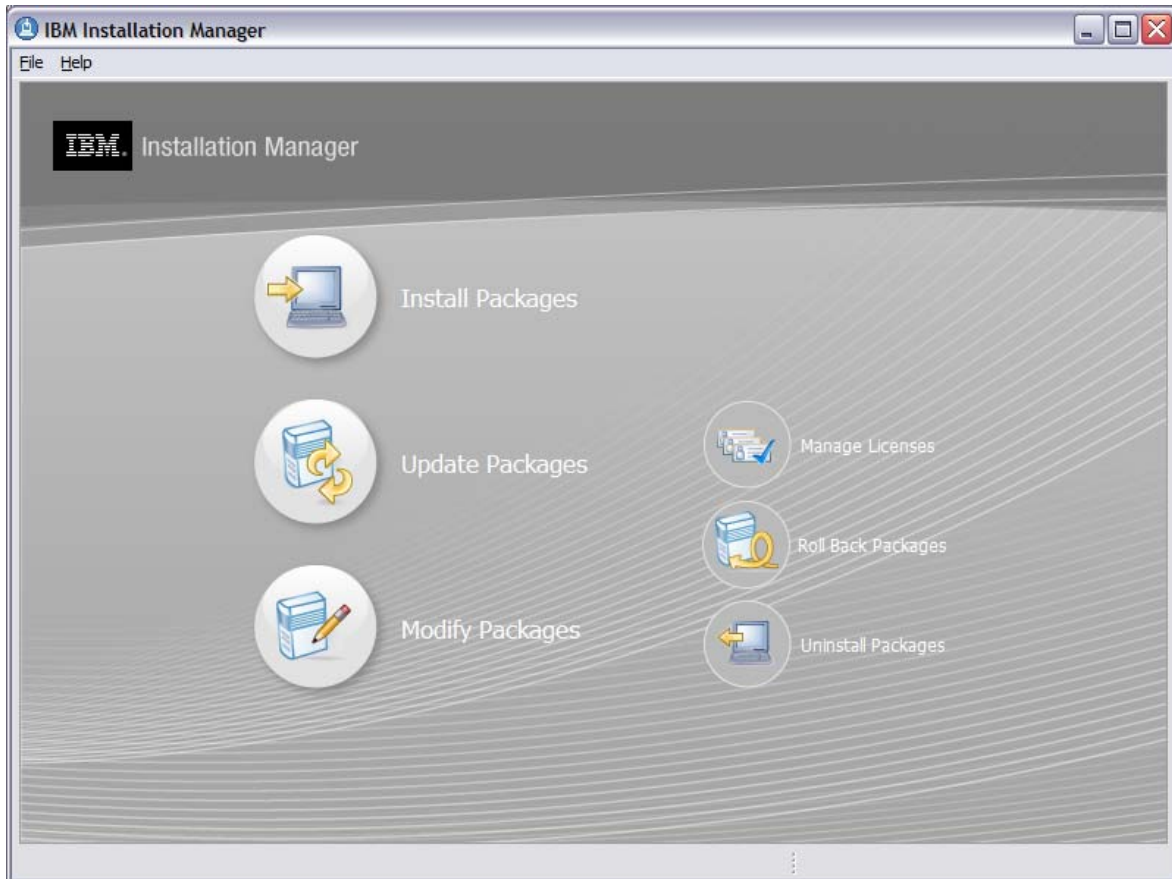 IBM Installation Manager
File Help
IBM. Installation Manager
Install Packages
Update Packages
Modify Packages
Manage Licenses
Roll Back Packages
Uninstall Packages